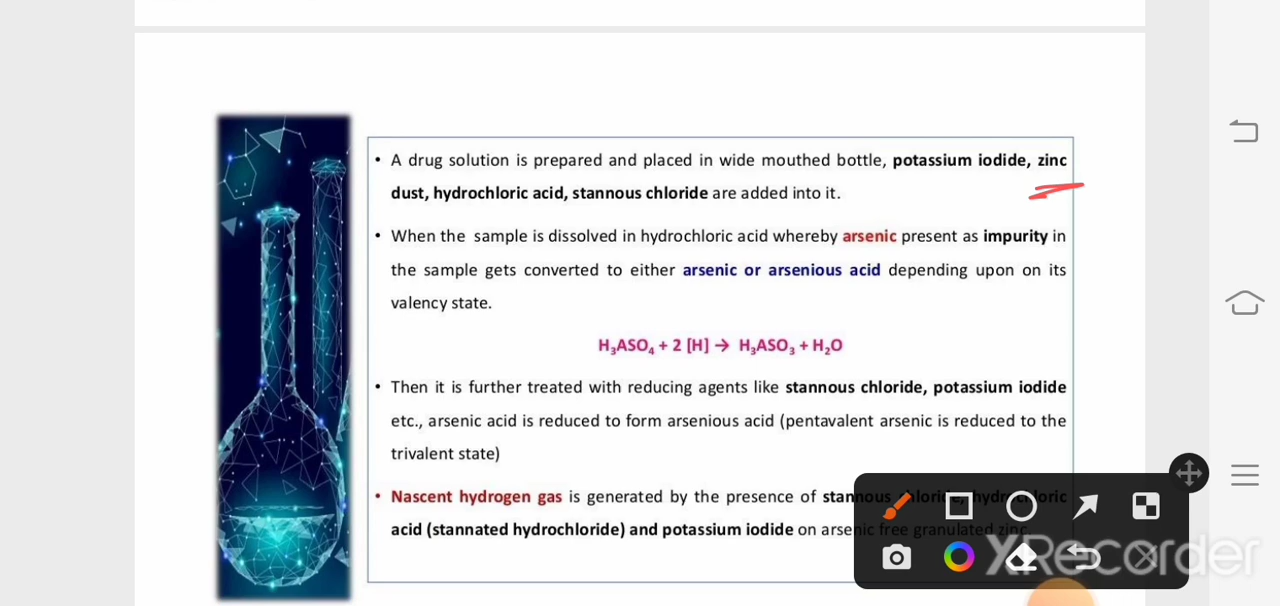 • A drug solution is prepared and placed in wide mouthed bottle, potassium iodide, zinc
dust, hydrochloric acid, stannous chloride are added into it.
• When the sample is dissolved in hydrochloric acid whereby arsenic present as impurity in
the sample gets converted to either arsenic or arsenious acid depending upon on its
valency state.
H₃ASO₄ + 2 [H] → H₃ASO₃ + H₂O
• Then it is further treated with reducing agents like stannous chloride, potassium iodide
etc., arsenic acid is reduced to form arsenious acid (pentavalent arsenic is reduced to the
trivalent state)
• Nascent hydrogen gas is generated by the presence of stannous chloride, hydrochloric
acid (stannated hydrochloride) and potassium iodide on arsenic free granulated zinc.
XRecorder